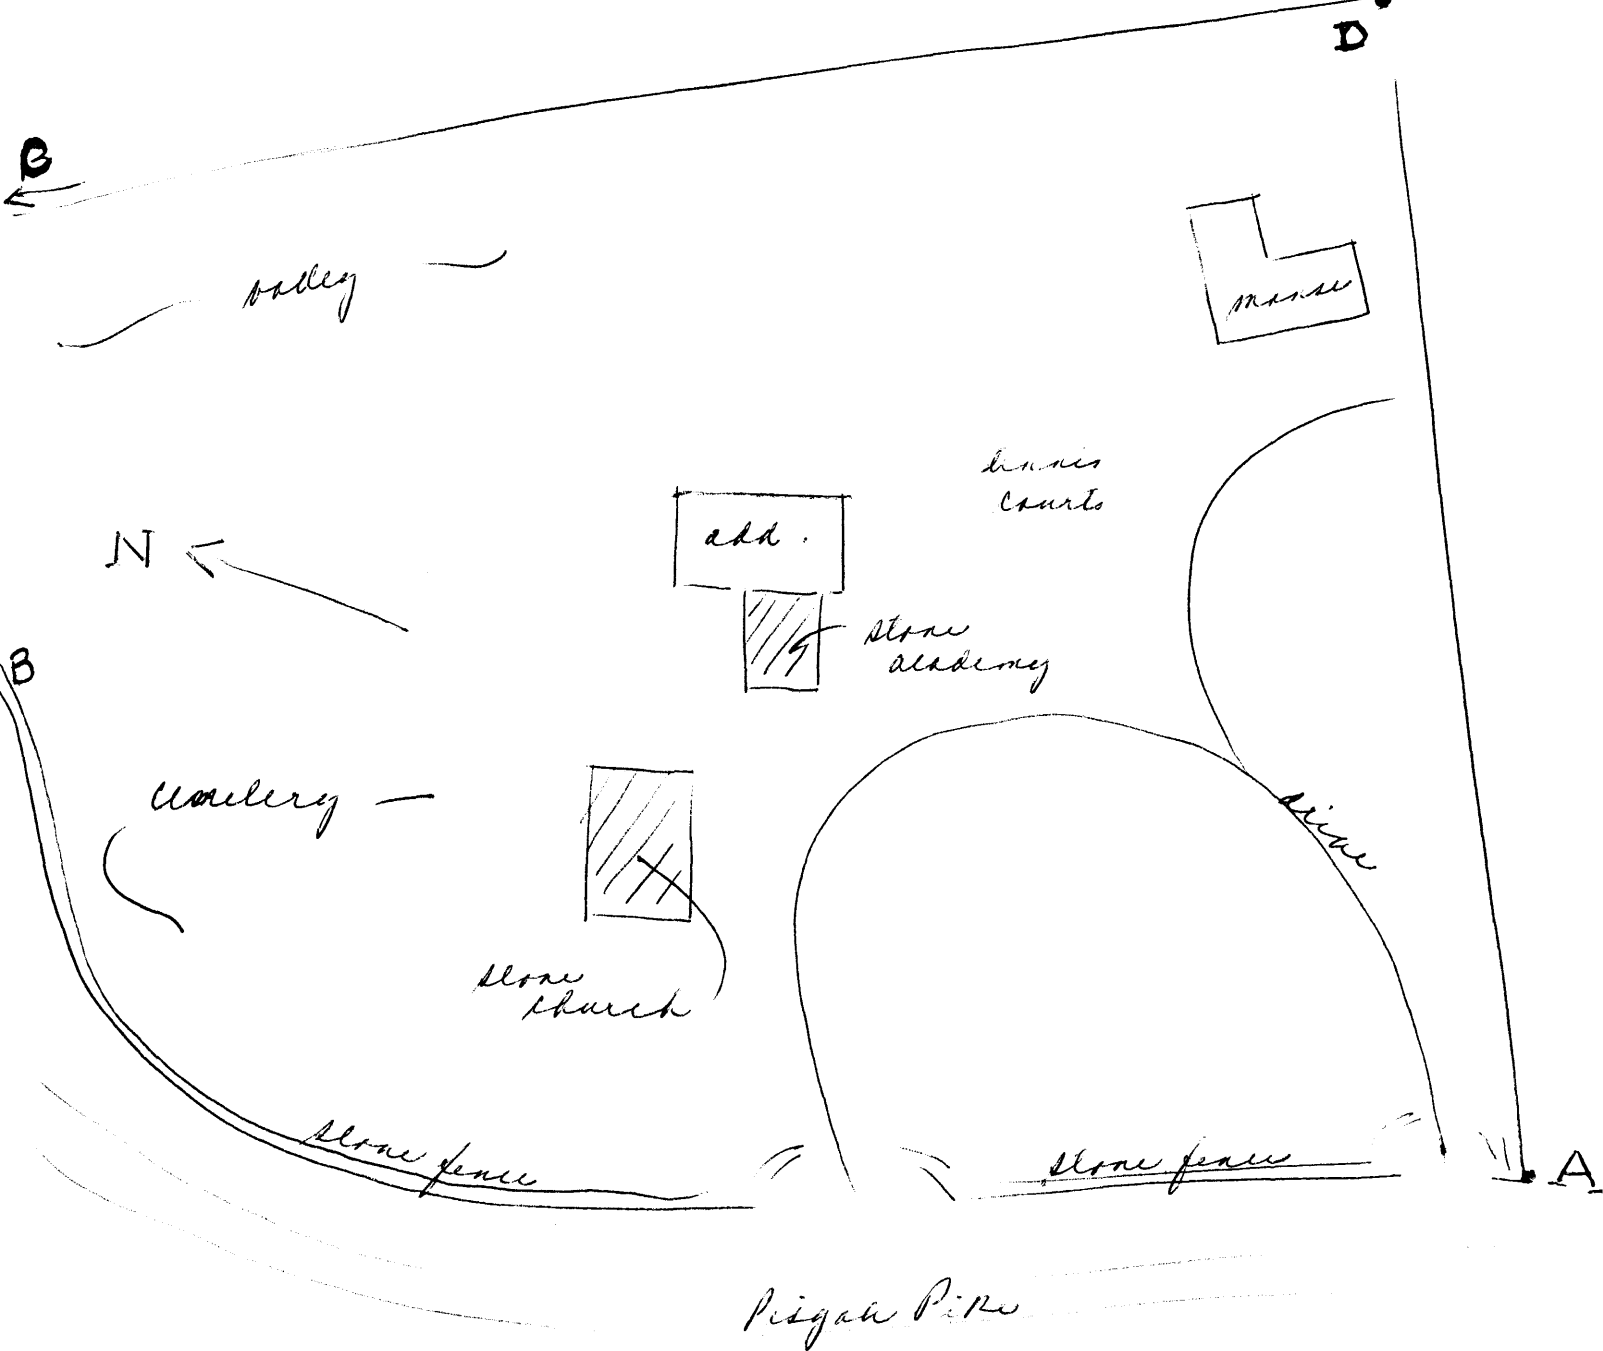 D
B
valley
manse
tennis
courts
add.
N
stone
academy
B
cemetery
drive
stone
church
stone fence
stone fence
A
Pisgah Pike